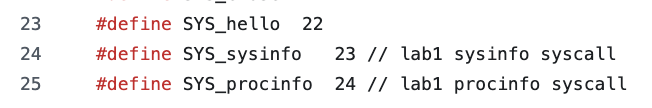 23 #define SYS_hello 22
24 #define SYS_sysinfo 23 // lab1 sysinfo syscall
25 #define SYS_procinfo 24 // lab1 procinfo syscall